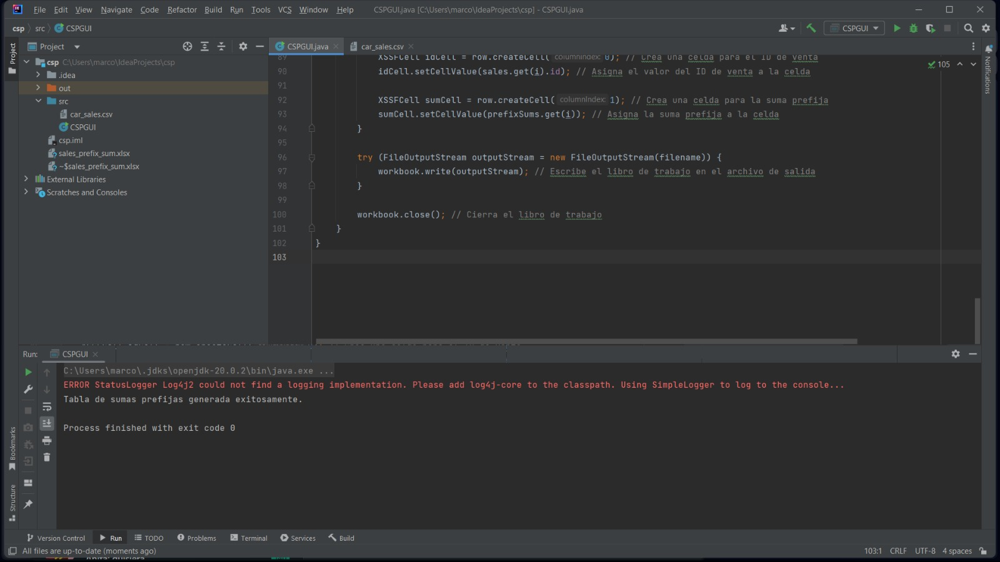 File Edit View Navigate Code Refactor Build Run Tools VCS Window Help CSPGUI.java [C:\Users\marco\IdeaProjects\csp] - CSPGUI.java
csp src CSPGUI
CSPGUI
Project
Project
CSPGUI.java
car_sales.csv
csp C:\Users\marco\IdeaProjects\csp
.idea
out
src
car_sales.csv
CSPGUI
csp.iml
sales_prefix_sum.xlsx
~$sales_prefix_sum.xlsx
External Libraries
Scratches and Consoles
105
Notifications
89 XSSFCell idCell = row.createCell( columnIndex: 0); // Crea una celda para el ID de venta
90 idCell.setCellValue(sales.get(i).id); // Asigna el valor del ID de venta a la celda
91
92 XSSFCell sumCell = row.createCell( columnIndex: 1); // Crea una celda para la suma prefija
93 sumCell.setCellValue(prefixSums.get(i)); // Asigna la suma prefija a la celda
94 }
95
96 try (FileOutputStream outputStream = new FileOutputStream(filename)) {
97 workbook.write(outputStream); // Escribe el libro de trabajo en el archivo de salida
98 }
99
100 workbook.close(); // Cierra el libro de trabajo
101 }
102 }
103
Run: CSPGUI
C:\Users\marco\.jdks\openjdk-20.0.2\bin\java.exe ...
ERROR StatusLogger Log4j2 could not find a logging implementation. Please add log4j-core to the classpath. Using SimpleLogger to log to the console...
Tabla de sumas prefijas generada exitosamente.
Process finished with exit code 0
Bookmarks
Structure
Version Control Run TODO Problems Terminal Services Build
All files are up-to-date (moments ago)
103:1 CRLF UTF-8 4 spaces